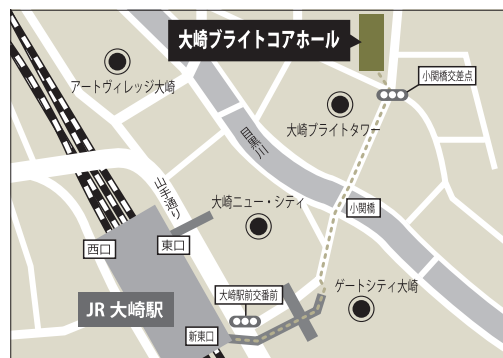 大崎ブライトコアホール
小関橋交差点
アートヴィレッジ大崎
大崎ブライトタワー
目黒川
山手通り
大崎ニュー・シティ
小関橋
東口
西口
大崎駅前交番前
ゲートシティ大崎
JR 大崎駅
新東口